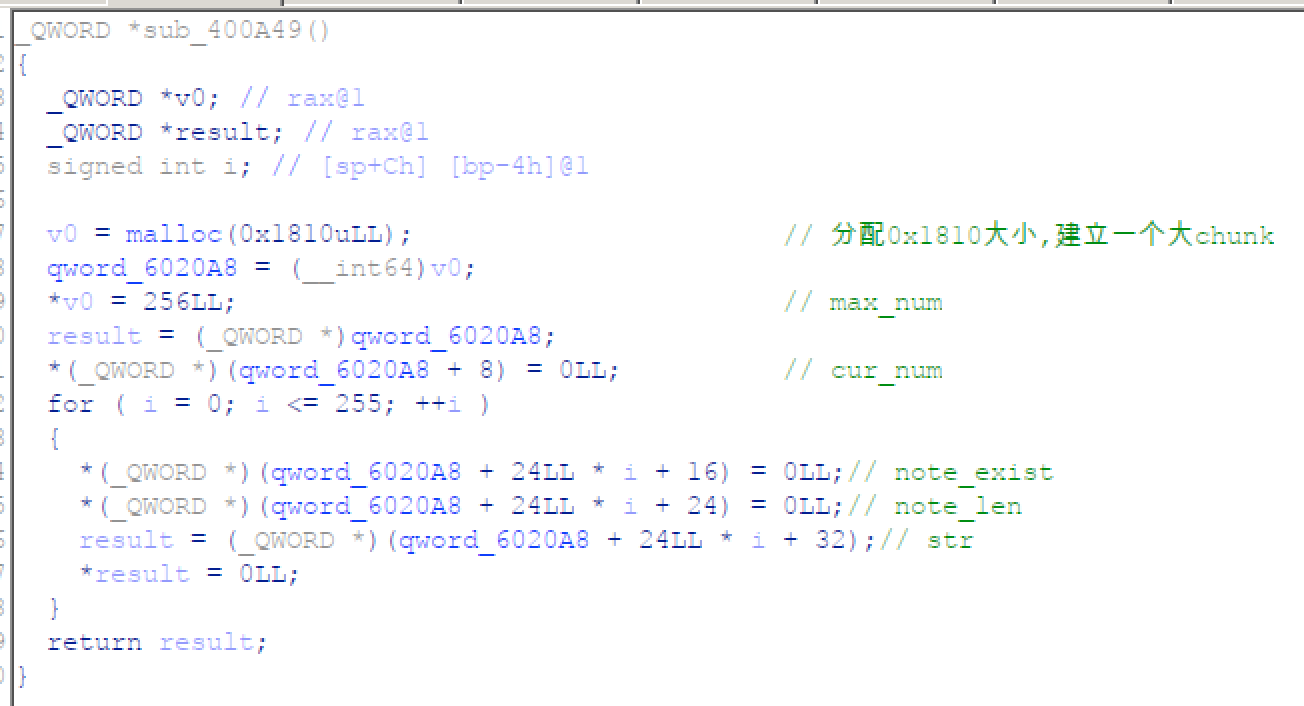 _QWORD *sub_400A49()
{
  _QWORD *v0; // rax@1
  _QWORD *result; // rax@1
  signed int i; // [sp+Ch] [bp-4h]@1

  v0 = malloc(0x1810uLL); // 分配0x1810大小,建立一个大chunk
  qword_6020A8 = (__int64)v0;
  *v0 = 256LL; // max_num
  result = (_QWORD *)qword_6020A8;
  *(_QWORD *)(qword_6020A8 + 8) = 0LL; // cur_num
  for ( i = 0; i <= 255; ++i )
  {
    *(_QWORD *)(qword_6020A8 + 24LL * i + 16) = 0LL;// note_exist
    *(_QWORD *)(qword_6020A8 + 24LL * i + 24) = 0LL;// note_len
    result = (_QWORD *)(qword_6020A8 + 24LL * i + 32);// str
    *result = 0LL;
  }
  return result;
}